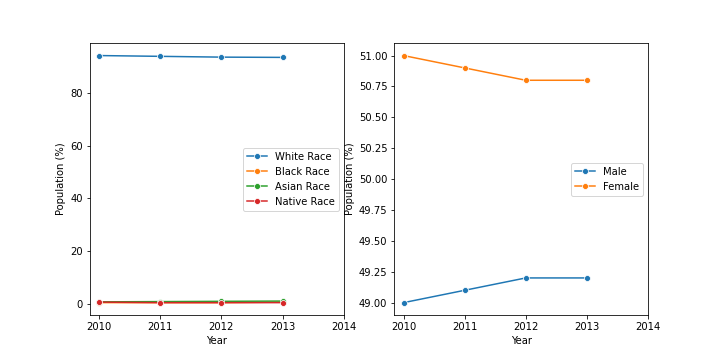 80
60
40
20
0
Population (%)
2010 2011 2012 2013 2014
Year
White Race
Black Race
Asian Race
Native Race
51.00
50.75
50.50
50.25
50.00
49.75
49.50
49.25
49.00
Population (%)
2010 2011 2012 2013 2014
Year
Male
Female